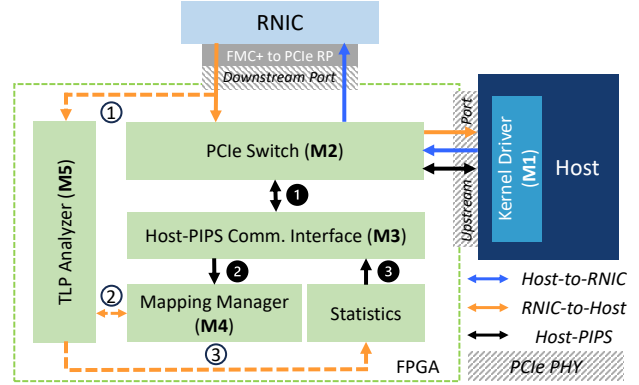 RNIC
FMC+ to PCIe RP
Downstream Port
①
PCIe Switch (M2)
TLP Analyzer (M5)
Upstream Port
Kernel Driver
(M1)
Host
❶
Host-PIPS Comm. Interface (M3)
❷
❸
②
Mapping Manager
(M4)
Statistics
③
FPGA
Host-to-RNIC
RNIC-to-Host
Host-PIPS
PCIe PHY